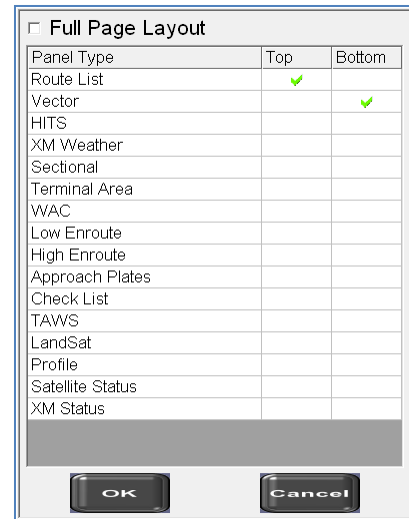 Full Page Layout
Panel Type Top Bottom
Route List
Vector
HITS
XM Weather
Sectional
Terminal Area
WAC
Low Enroute
High Enroute
Approach Plates
Check List
TAWS
LandSat
Profile
Satellite Status
XM Status
OK Cancel